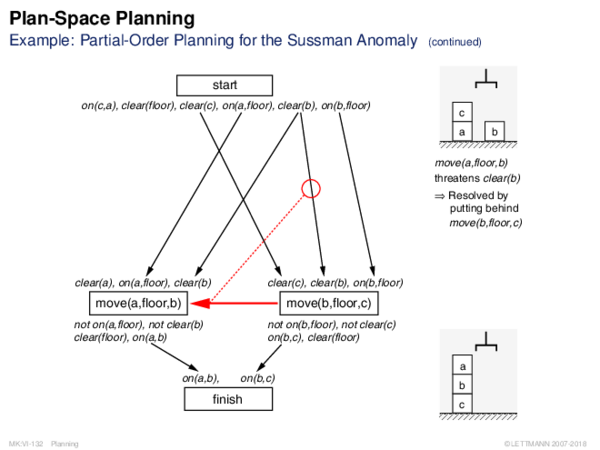 Plan-Space Planning
Example: Partial-Order Planning for the Sussman Anomaly (continued)
start
on(c,a), clear(floor), clear(c), on(a,floor), clear(b), on(b,floor)
c
a b
move(a,floor,b)
threatens clear(b)
⇒ Resolved by
putting behind
move(b,floor,c)
clear(a), on(a,floor), clear(b)
clear(c), clear(b), on(b,floor)
move(a,floor,b)
move(b,floor,c)
not on(a,floor), not clear(b)
clear(floor), on(a,b)
not on(b,floor), not clear(c)
on(b,c), clear(floor)
on(a,b), on(b,c)
finish
a
b
c
MK:VI-132 Planning
©LETTMANN 2007-2018